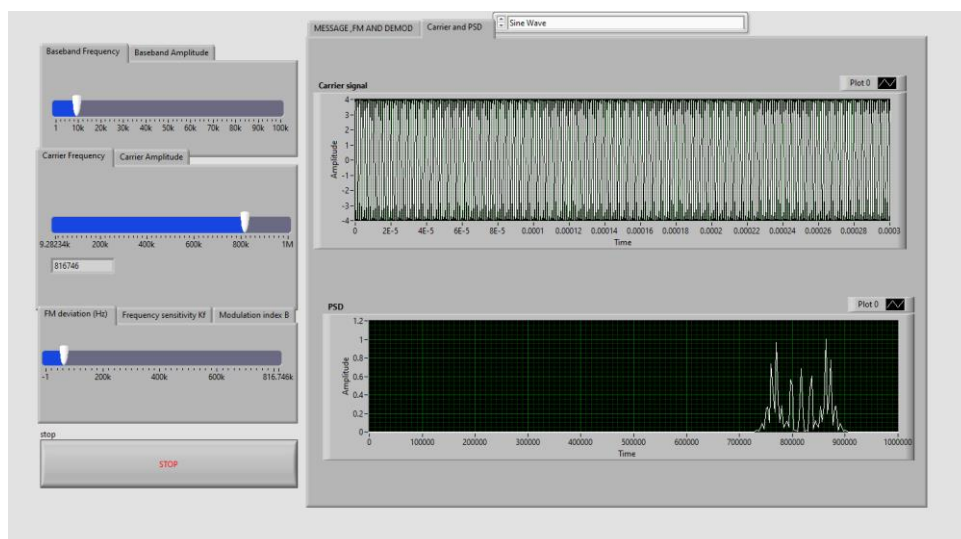 MESSAGE ,FM AND DEMOD Carrier and PSD Sine Wave
Baseband Frequency Baseband Amplitude
1 10k 20k 30k 40k 50k 60k 70k 80k 90k 100k
Carrier Frequency Carrier Amplitude
9.28234k 200k 400k 600k 800k 1M
816746
FM deviation (Hz) Frequency sensitivity Kf Modulation index B
-1 200k 400k 600k 816.746k
stop
STOP
Carrier signal Plot 0
Amplitude
4
3
2
1
0
-1
-2
-3
-4
0 2E-5 4E-5 6E-5 8E-5 0.0001 0.00012 0.00014 0.00016 0.00018 0.0002 0.00022 0.00024 0.00026 0.00028 0.0003
Time
PSD Plot 0
Amplitude
1.2
1
0.8
0.6
0.4
0.2
0
0 100000 200000 300000 400000 500000 600000 700000 800000 900000 1000000
Time